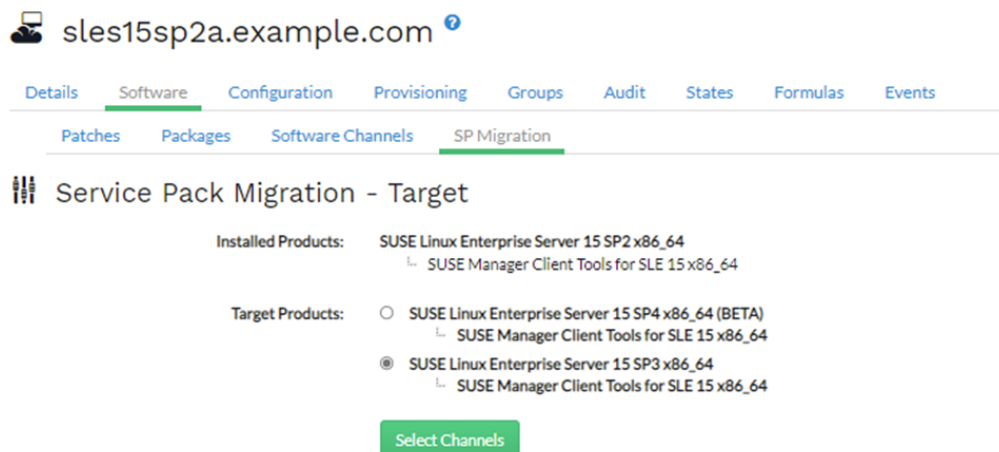 sles15sp2a.example.com ?
Details Software Configuration Provisioning Groups Audit States Formulas Events
Patches Packages Software Channels SP Migration
Service Pack Migration - Target
Installed Products: SUSE Linux Enterprise Server 15 SP2 x86_64
SUSE Manager Client Tools for SLE 15 x86_64
Target Products: SUSE Linux Enterprise Server 15 SP4 x86_64 (BETA)
SUSE Manager Client Tools for SLE 15 x86_64
SUSE Linux Enterprise Server 15 SP3 x86_64
SUSE Manager Client Tools for SLE 15 x86_64
Select Channels